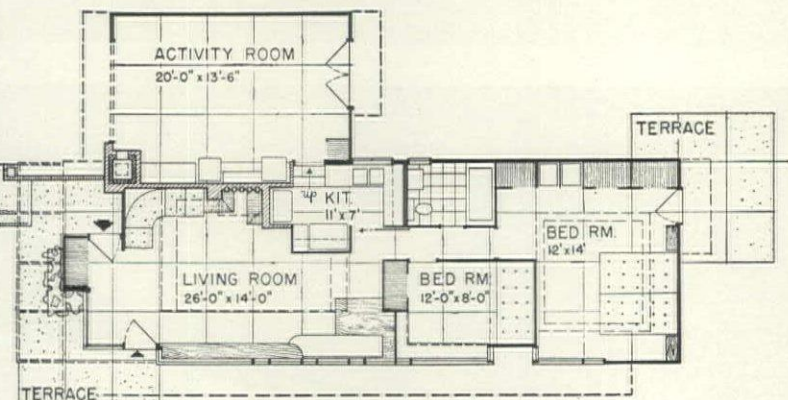 ACTIVITY ROOM
20'-0" x 13'-6"
TERRACE
up
KIT.
11' x 7'
BED RM.
12' x 14'
LIVING ROOM
26'-0" x 14'-0"
BED RM
12'-0" x 8'-0"
TERRACE